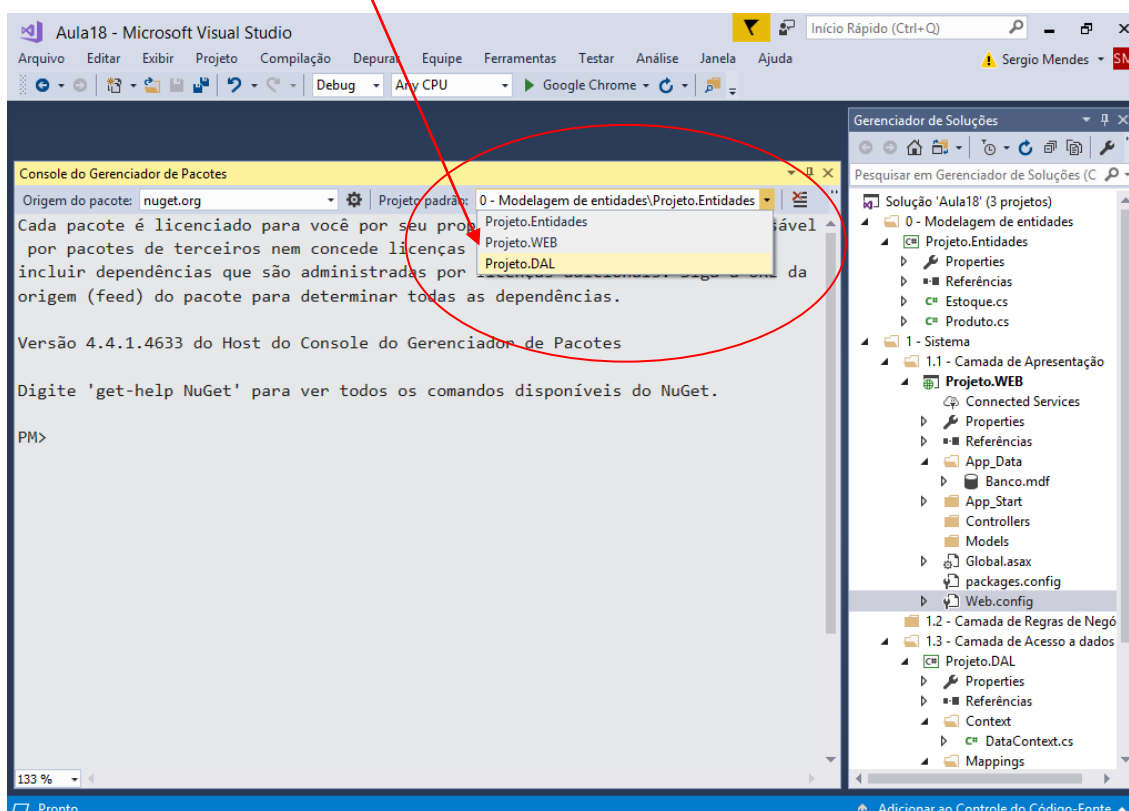 Aula18 - Microsoft Visual Studio
Início Rápido (Ctrl+Q)
Arquivo Editar Exibir Projeto Compilação Depurar Equipe Ferramentas Testar Análise Janela Ajuda
Sergio Mendes
SM
Debug Any CPU Google Chrome
Console do Gerenciador de Pacotes
Origem do pacote: nuget.org Projeto padrão: 0 - Modelagem de entidades\Projeto.Entidades
Projeto.Entidades
Projeto.WEB
Projeto.DAL
Cada pacote é licenciado para você por seu prop
por pacotes de terceiros nem concede licenças
incluir dependências que são administradas por licenças adicionais. Siga a da
origem (feed) do pacote para determinar todas as dependências.
Versão 4.4.1.4633 do Host do Console do Gerenciador de Pacotes
Digite 'get-help NuGet' para ver todos os comandos disponíveis do NuGet.
PM>
133 %
Gerenciador de Soluções
Pesquisar em Gerenciador de Soluções (C
Solução 'Aula18' (3 projetos)
0 - Modelagem de entidades
Projeto.Entidades
Properties
Referências
C# Estoque.cs
C# Produto.cs
1 - Sistema
1.1 - Camada de Apresentação
Projeto.WEB
Connected Services
Properties
Referências
App_Data
Banco.mdf
App_Start
Controllers
Models
Global.asax
packages.config
Web.config
1.2 - Camada de Regras de Negó
1.3 - Camada de Acesso a dados
C# Projeto.DAL
Properties
Referências
Context
C# DataContext.cs
Mappings
Pronto
Adicionar ao Controle do Código-Fonte